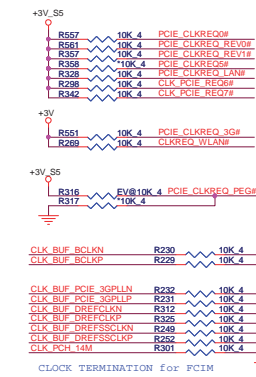 +3V_S5
R557 10K_4 PCIE_CLKREQ0#
R561 10K_4 PCIE_CLKREQ_REV0#
R357 10K_4 PCIE_CLKREQ_REV1#
R358 *10K_4 PCIE_CLKREQ5#
R328 10K_4 PCIE_CLKREQ_LAN#
R298 10K_4 CLK_PCIE_REQ6#
R342 10K_4 CLK_PCIE_REQ7#
+3V
R551 10K_4 PCIE_CLKREQ_3G#
R269 10K_4 CLKREQ_WLAN#
+3V_S5
R316 EV@10K_4 PCIE_CLKREQ_PEG#
R317 *10K_4
CLK_BUF_BCLKN R230 10K_4
CLK_BUF_BCLKP R229 10K_4
CLK_BUF_PCIE_3GPLLN R232 10K_4
CLK_BUF_PCIE_3GPLLP R231 10K_4
CLK_BUF_DREFCLKN R312 10K_4
CLK_BUF_DREFCLKP R325 10K_4
CLK_BUF_DREFSSCLKN R249 10K_4
CLK_BUF_DREFSSCLKP R252 10K_4
CLK_PCH_14M R301 10K_4
CLOCK TERMINATION for FCIM